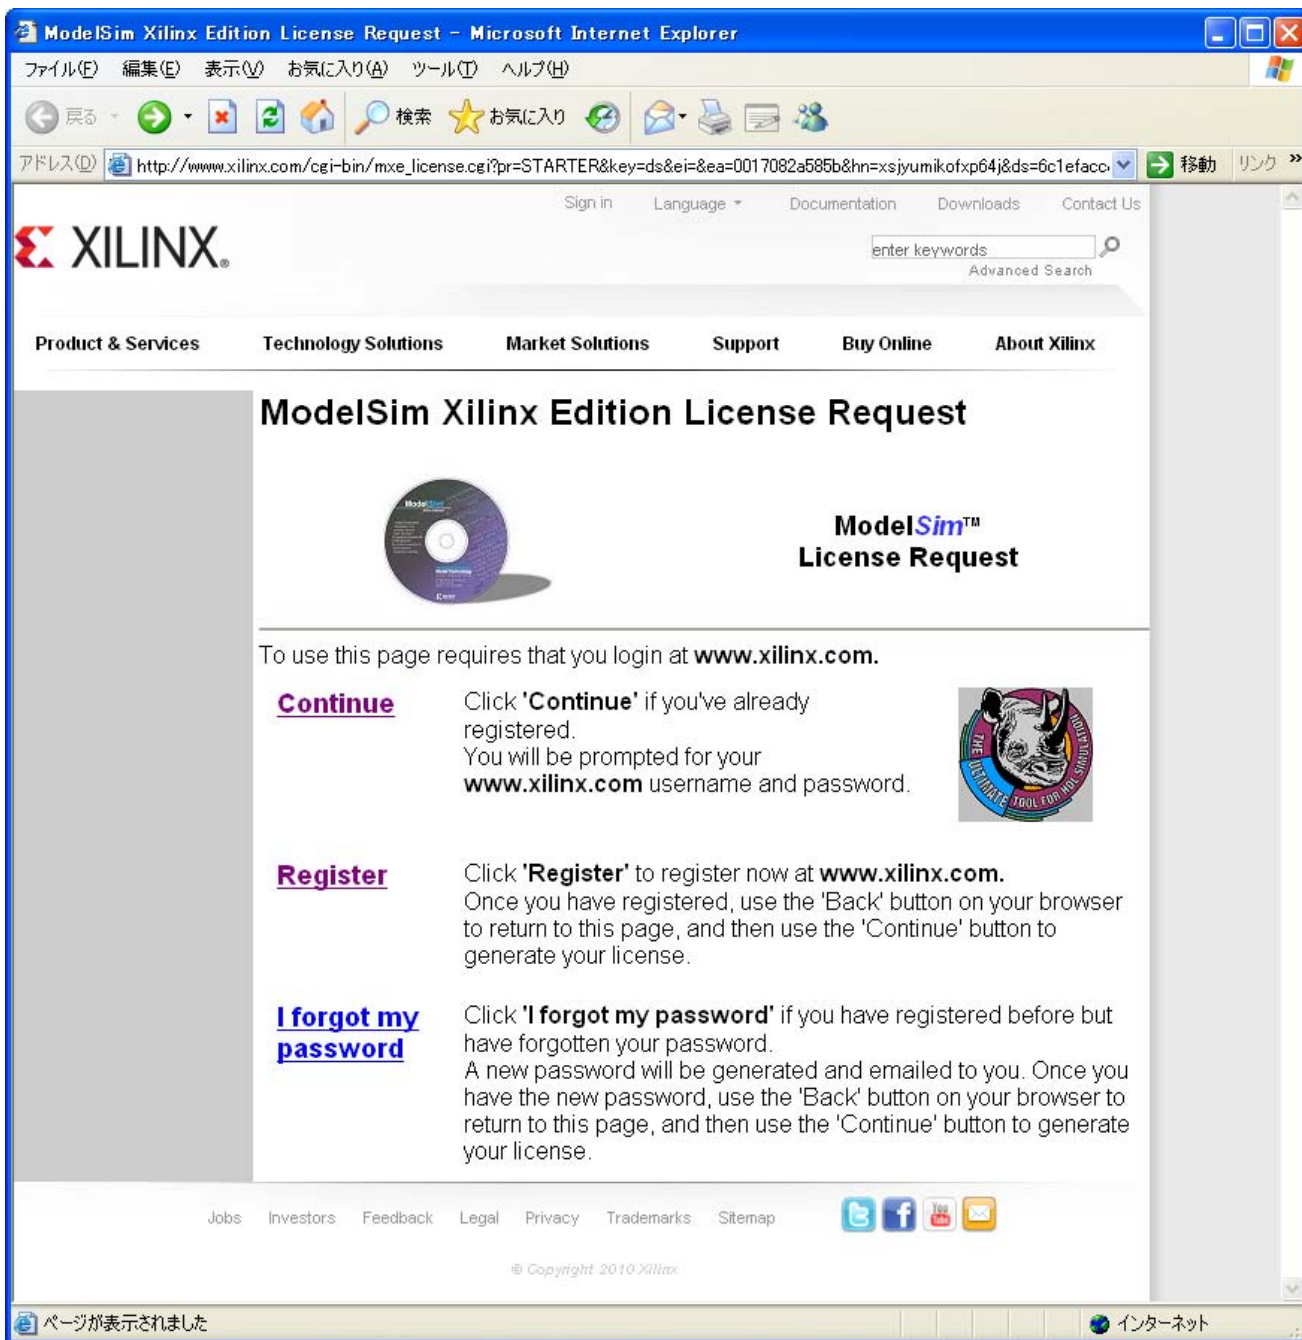 ModelSim Xilinx Edition License Request - Microsoft Internet Explorer
ファイル(F) 編集(E) 表示(V) お気に入り(A) ツール(T) ヘルプ(H)
戻る 検索 お気に入り
アドレス(D) http://www.xilinx.com/cgi-bin/mxe_license.cgi?pr=STARTER&key=ds&ei=&ea=0017082a585b&hn=xsjyumikofxp64j&ds=6c1efacc 移動 リンク »
Sign in Language Documentation Downloads Contact Us
XILINX®
enter keywords
Advanced Search
Product & Services Technology Solutions Market Solutions Support Buy Online About Xilinx
ModelSim Xilinx Edition License Request
ModelSim
ModelSim™
License Request
To use this page requires that you login at www.xilinx.com.
Continue
Click 'Continue' if you've already
registered.
You will be prompted for your
www.xilinx.com username and password.
THE ULTIMATE TOOL FOR HDL SIMULATION
Register
Click 'Register' to register now at www.xilinx.com.
Once you have registered, use the 'Back' button on your browser
to return to this page, and then use the 'Continue' button to
generate your license.
I forgot my
password
Click 'I forgot my password' if you have registered before but
have forgotten your password.
A new password will be generated and emailed to you. Once you
have the new password, use the 'Back' button on your browser to
return to this page, and then use the 'Continue' button to generate
your license.
Jobs Investors Feedback Legal Privacy Trademarks Sitemap
You Tube
© Copyright 2010 Xilinx
ページが表示されました インターネット